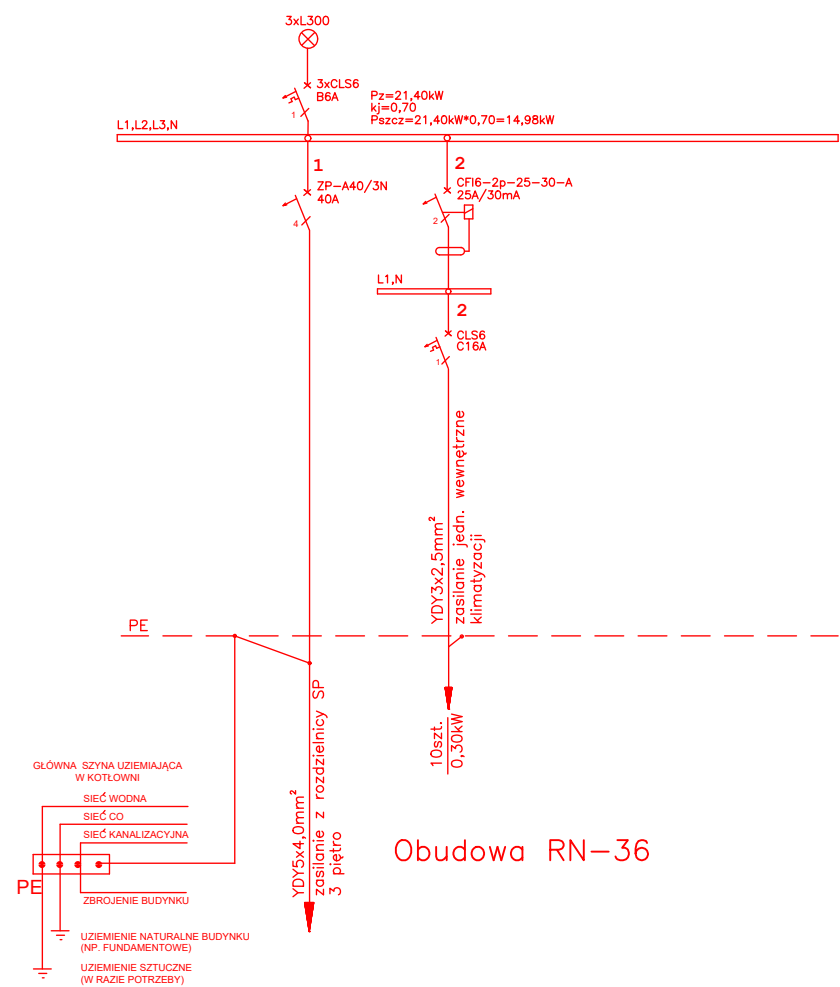 3xL300
3xCLS6
B6A
1
Pz=21,40kW
kj=0,70
Pszcz=21,40kW*0,70=14,98kW
L1,L2,L3,N
1
ZP-A40/3N
40A
4
2
CFI6-2p-25-30-A
25A/30mA
2
L1,N
2
CLS6
C16A
1
YDY3x2,5mm²
zasilanie jedn. wewnętrzne
klimatyzacji
PE
10szt.
0,30kW
YDY5x4,0mm²
zasilanie z rozdzielnicy SP
3 piętro
GŁÓWNA SZYNA UZIEMIAJĄCA
W KOTŁOWNI
SIEĆ WODNA
SIEĆ CO
SIEĆ KANALIZACYJNA
PE
ZBROJENIE BUDYNKU
UZIEMIENIE NATURALNE BUDYNKU
(NP. FUNDAMENTOWE)
UZIEMIENIE SZTUCZNE
(W RAZIE POTRZEBY)
Obudowa RN-36